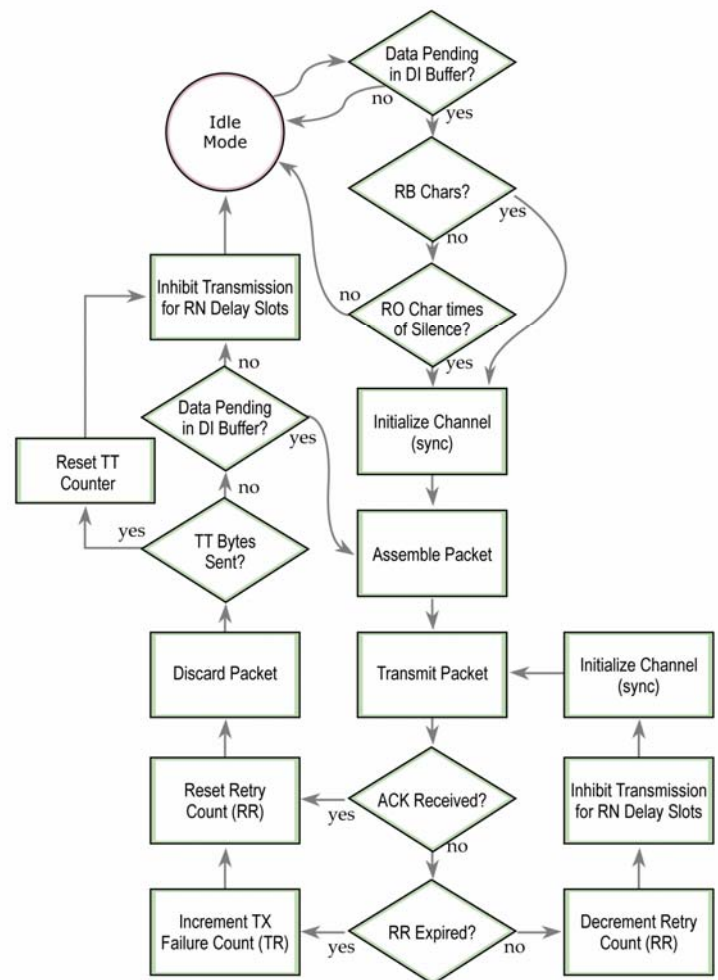 Data Pending
in DI Buffer?
no
yes
Idle
Mode
RB Chars?
yes
no
Inhibit Transmission
for RN Delay Slots
no
RO Char times
of Silence?
yes
no
Data Pending
in DI Buffer?
yes
Initialize Channel
(sync)
Reset TT
Counter
no
yes
TT Bytes
Sent?
Assemble Packet
Discard Packet
Transmit Packet
Initialize Channel
(sync)
Reset Retry
Count (RR)
yes
ACK Received?
no
Inhibit Transmission
for RN Delay Slots
Increment TX
Failure Count (TR)
yes
RR Expired?
no
Decrement Retry
Count (RR)